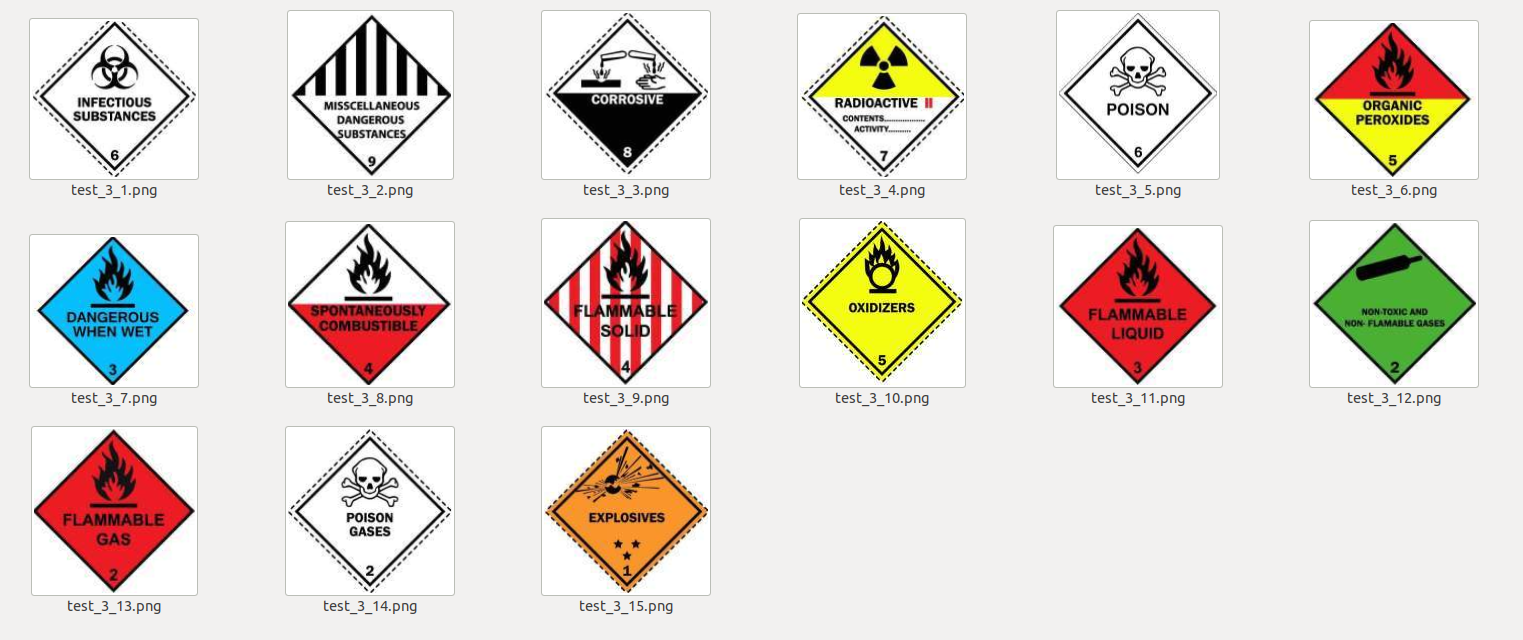 INFECTIOUS
SUBSTANCES
6
test_3_1.png
MISSCELLANEOUS
DANGEROUS
SUBSTANCES
9
test_3_2.png
CORROSIVE
8
test_3_3.png
RADIOACTIVE II
CONTENTS..................
ACTIVITY..........
7
test_3_4.png
POISON
6
test_3_5.png
ORGANIC
PEROXIDES
5
test_3_6.png
DANGEROUS
WHEN WET
3
test_3_7.png
SPONTANEOUSLY
COMBUSTIBLE
4
test_3_8.png
FLAMMABLE
SOLID
4
test_3_9.png
OXIDIZERS
5
test_3_10.png
FLAMMABLE
LIQUID
3
test_3_11.png
NON-TOXIC AND
NON- FLAMABLE GASES
2
test_3_12.png
FLAMMABLE
GAS
2
test_3_13.png
POISON
GASES
2
test_3_14.png
EXPLOSIVES
1
test_3_15.png